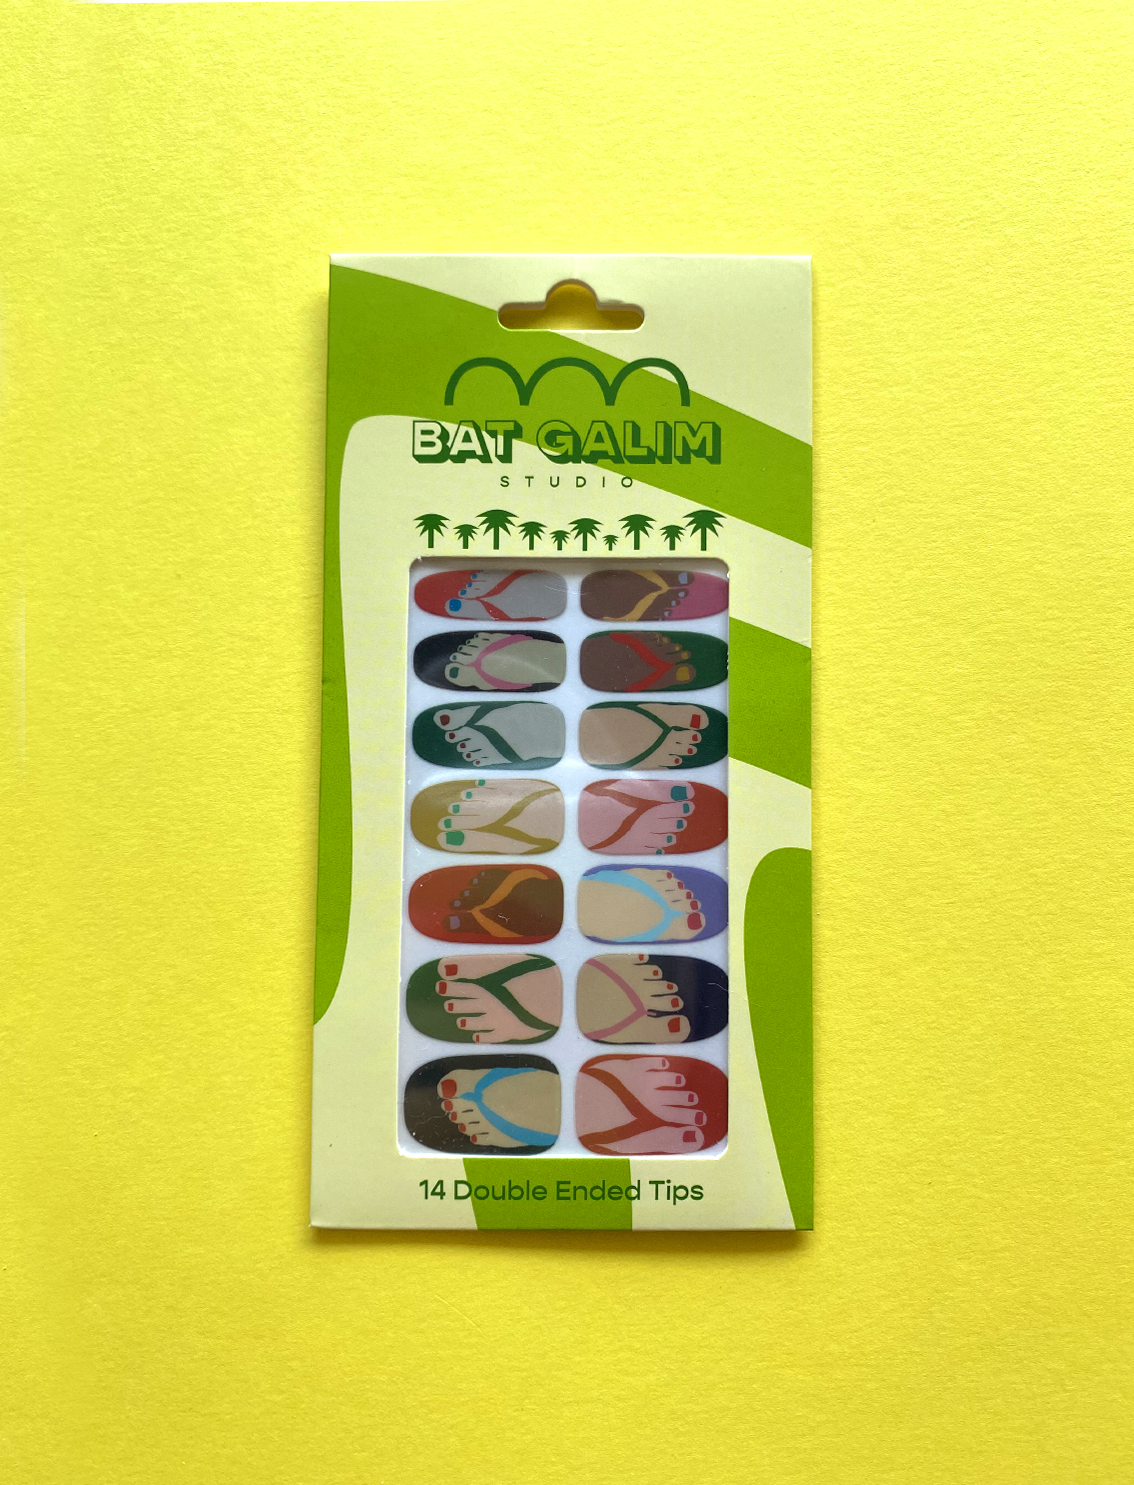 BAT GALIM
STUDIO
14 Double Ended Tips